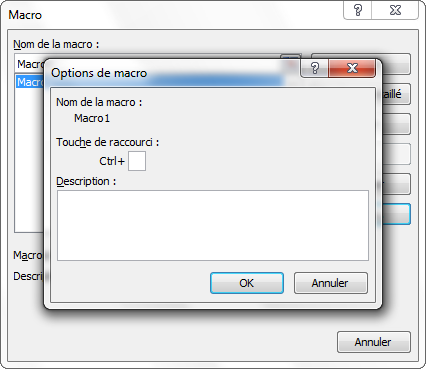 Macro
Nom de la macro :
Macro
Macro
aillé
Macro
Descri
Annuler
Options de macro
Nom de la macro :
Macro1
Touche de raccourci :
Ctrl+
Description :
OK
Annuler